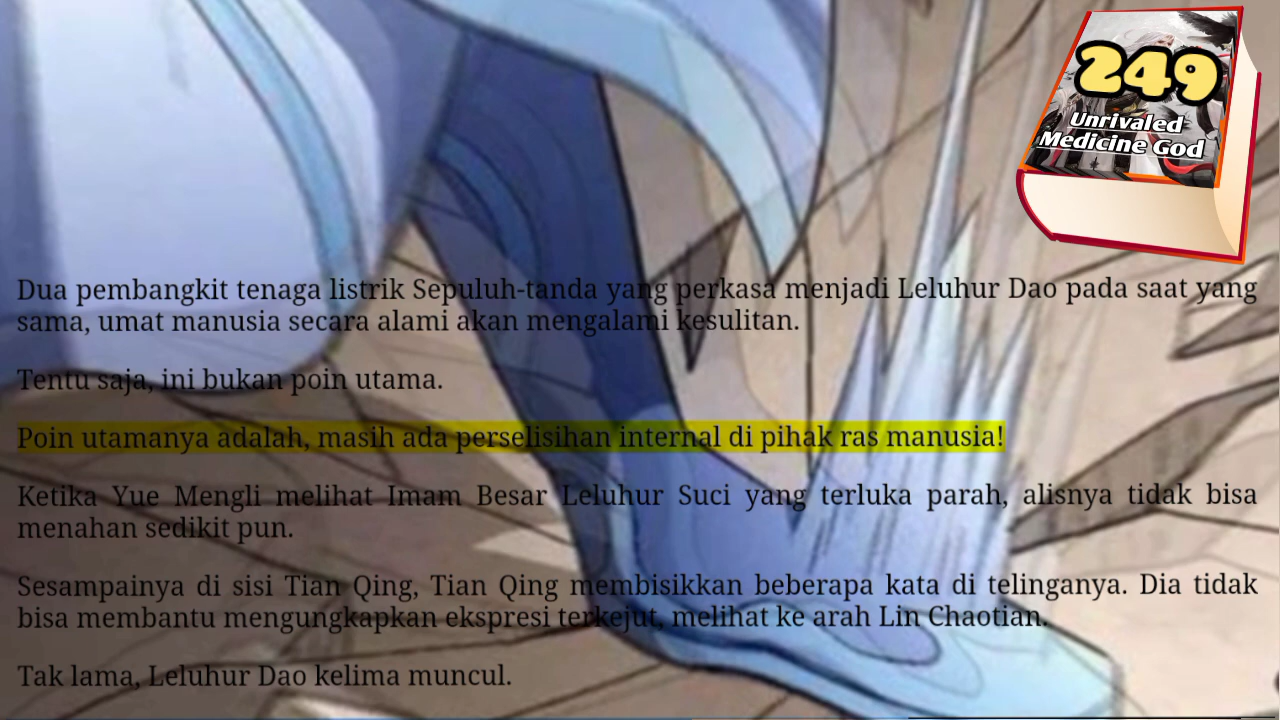 249
Unrivaled
Medicine God
Dua pembangkit tenaga listrik Sepuluh-tanda yang perkasa menjadi Leluhur Dao pada saat yang
sama, umat manusia secara alami akan mengalami kesulitan.
Tentu saja, ini bukan poin utama.
Poin utamanya adalah, masih ada perselisihan internal di pihak ras manusia!
Ketika Yue Mengli melihat Imam Besar Leluhur Suci yang terluka parah, alisnya tidak bisa
menahan sedikit pun.
Sesampainya di sisi Tian Qing, Tian Qing membisikkan beberapa kata di telinganya. Dia tidak
bisa membantu mengungkapkan ekspresi terkejut, melihat ke arah Lin Chaotian.
Tak lama, Leluhur Dao kelima muncul.